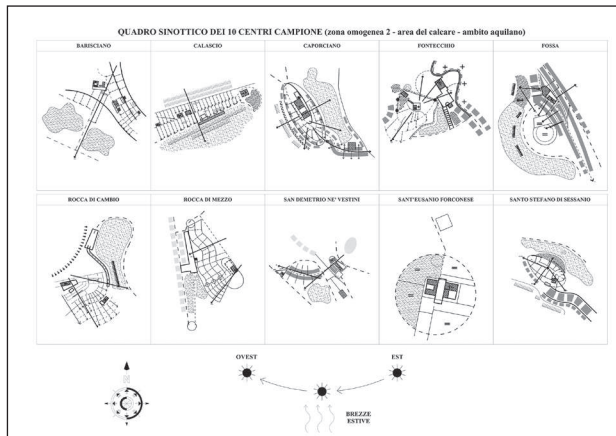 QUADRO SINOTTICO DEI 10 CENTRI CAMPIONE (zona omogenea 2 - area del calcare - ambito aquilano)
BARISCIANO CALASCIO CAPORCIANO FONTECCHIO FOSSA
ROCCA DI CAMBIO ROCCA DI MEZZO SAN DEMETRIO NE' VESTINI SANT'EUSANIO FORCONESE SANTO STEFANO DI SESSANIO
OVEST EST
BREZZE
ESTIVE